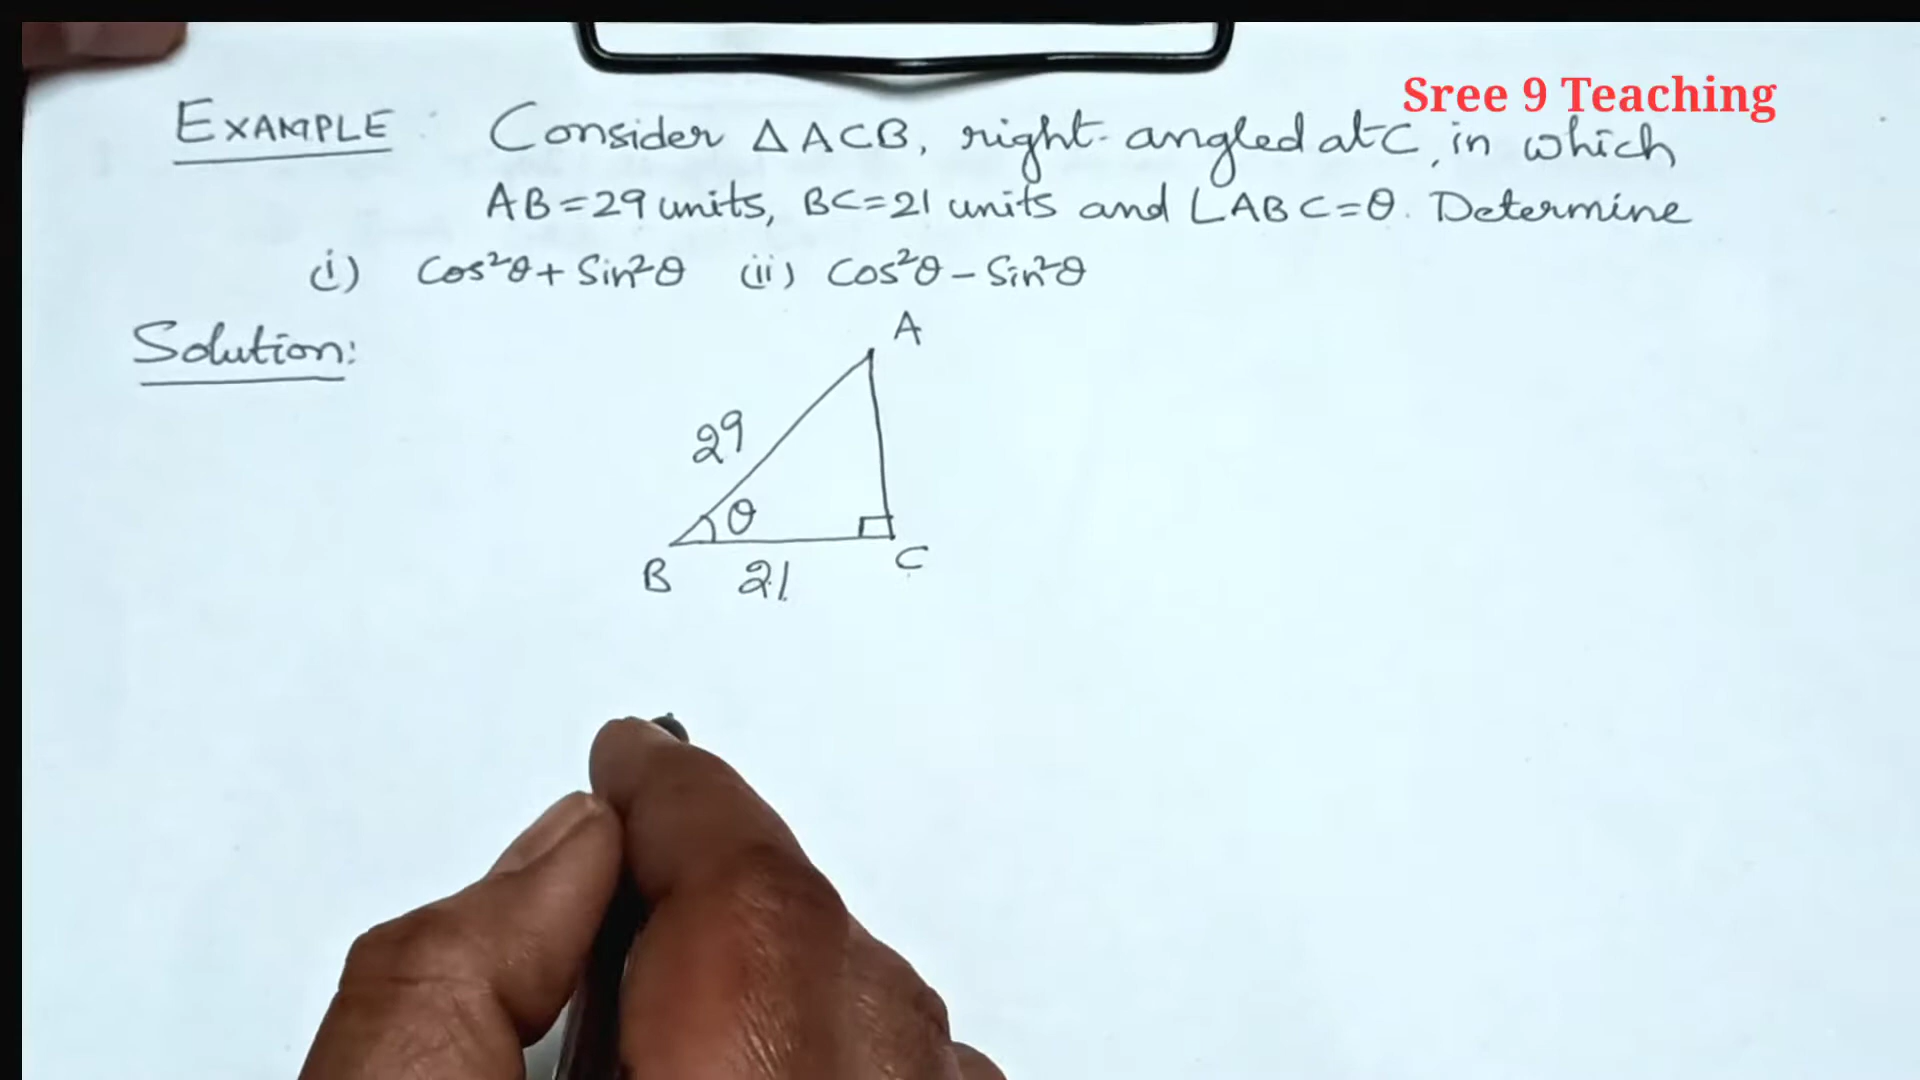 Sree 9 Teaching
EXAMPLE : Consider △ACB, right-angled at C, in which
AB=29 units, BC=21 units and ∠ABC=θ. Determine
(i) Cos²θ+Sin²θ (ii) Cos²θ-Sin²θ
Solution:
A
29
θ
B 21 C